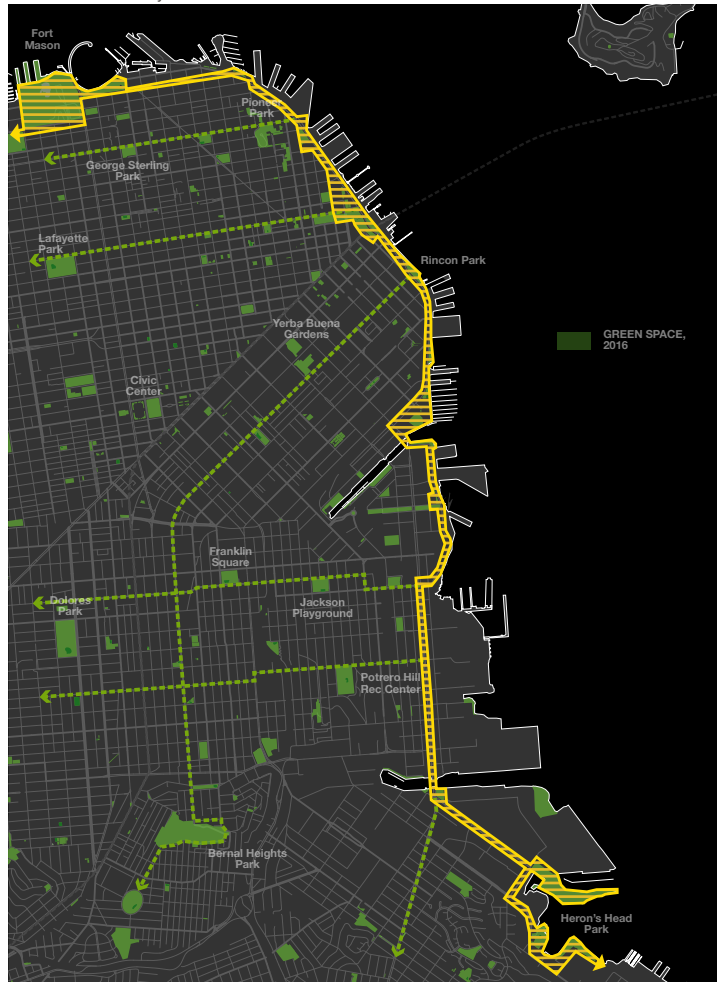 Fort
Mason
Pioneer
Park
George Sterling
Park
Lafayette
Park
Rincon Park
Yerba Buena
Gardens
GREEN SPACE,
2016
Civic
Center
Franklin
Square
Dolores
Park
Jackson
Playground
Potrero Hill
Rec Center
Bernal Heights
Park
Heron's Head
Park